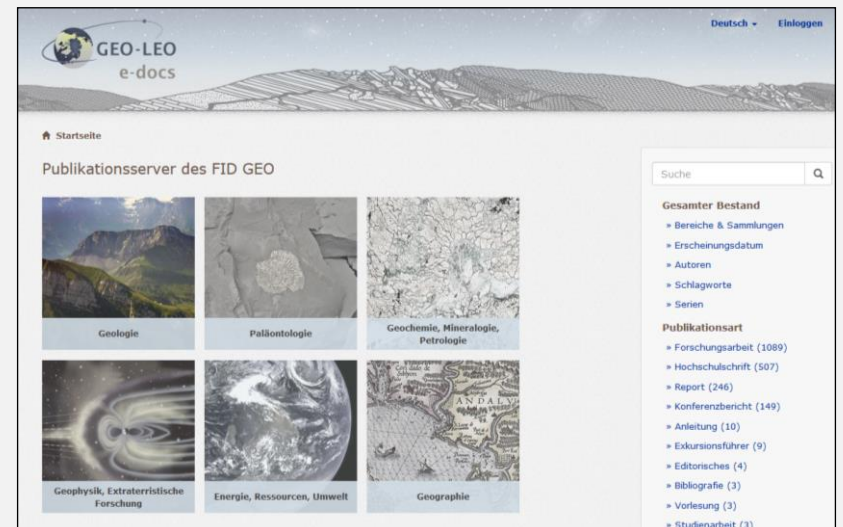 Deutsch
Einloggen
GEO-LEO
e-docs
Startseite
Publikationsserver des FID GEO
Geologie
Paläontologie
Geochemie, Mineralogie,
Petrologie
Geophysik, Extraterristische
Forschung
Energie, Ressourcen, Umwelt
ANDALV
Geographie
Suche
Gesamter Bestand
» Bereiche & Sammlungen
» Erscheinungsdatum
» Autoren
» Schlagworte
» Serien
Publikationsart
» Forschungsarbeit (1089)
» Hochschulschrift (507)
» Report (246)
» Konferenzbericht (149)
» Anleitung (10)
» Exkursionsführer (9)
» Editorisches (4)
» Bibliografie (3)
» Vorlesung (3)
» Studienarbeit (3)